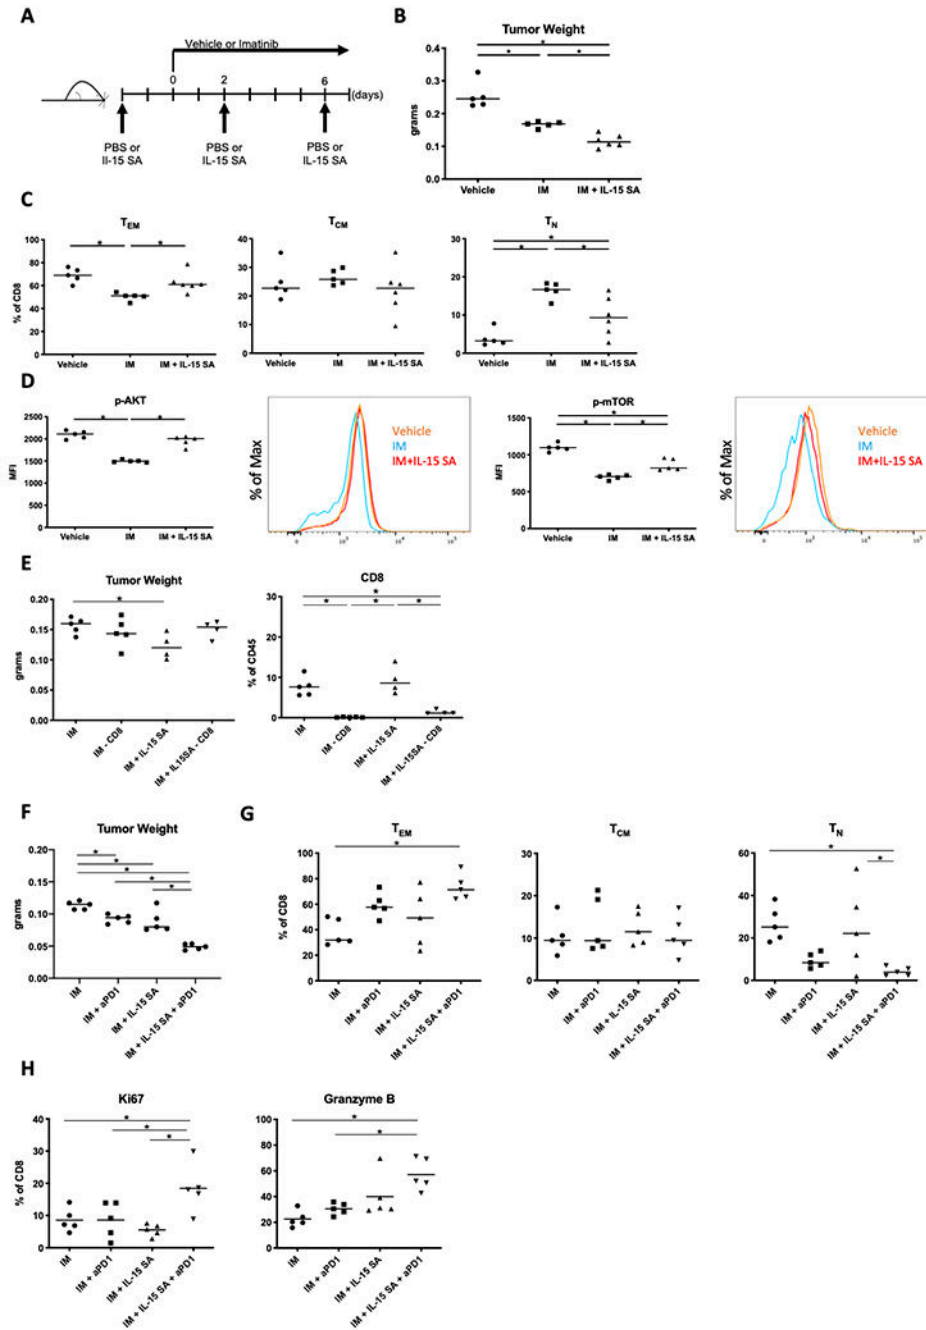 A
Vehicle or Imatinib
0
2
6
(days)
PBS or
Il-15 SA
PBS or
IL-15 SA
PBS or
IL-15 SA
B
Tumor Weight
*
*
*
grams
0.4
0.3
0.2
0.1
0.0
Vehicle
IM
IM + IL-15 SA
C
TEM
*
*
% of CD8
100
80
60
40
20
0
Vehicle
IM
IM + IL-15 SA
TCM
40
30
20
10
0
Vehicle
IM
IM + IL-15 SA
TN
*
*
*
30
20
10
0
Vehicle
IM
IM + IL-15 SA
D
p-AKT
*
*
MFI
2500
2000
1500
1000
500
0
Vehicle
IM
IM + IL-15 SA
% of Max
Vehicle
IM
IM+IL-15 SA
p-mTOR
*
*
*
MFI
1500
1000
500
0
Vehicle
IM
IM + IL-15 SA
% of Max
Vehicle
IM
IM+IL-15 SA
E
Tumor Weight
*
grams
0.20
0.15
0.10
0.05
0.00
IM
IM - CD8
IM + IL-15 SA
IM + IL15SA - CD8
CD8
*
*
*
*
% of CD45
30
20
10
0
IM
IM - CD8
IM+ IL-15 SA
IM + IL-15SA - CD8
F
Tumor Weight
*
*
*
*
*
grams
0.20
0.15
0.10
0.05
0.00
IM
IM + aPD1
IM + IL-15 SA
IM + IL-15 SA + aPD1
G
TEM
*
% of CD8
100
80
60
40
20
0
IM
IM + aPD1
IM + IL-15 SA
IM + IL-15 SA + aPD1
TCM
30
20
10
0
IM
IM + aPD1
IM + IL-15 SA
IM + IL-15 SA + aPD1
TN
*
*
60
40
20
0
IM
IM + aPD1
IM + IL-15 SA
IM + IL-15 SA + aPD1
H
Ki67
*
*
*
% of CD8
40
30
20
10
0
IM
IM + aPD1
IM + IL-15 SA
IM + IL-15 SA + aPD1
Granzyme B
*
*
100
80
60
40
20
0
IM
IM + aPD1
IM + IL-15 SA
IM + IL-15 SA + aPD1